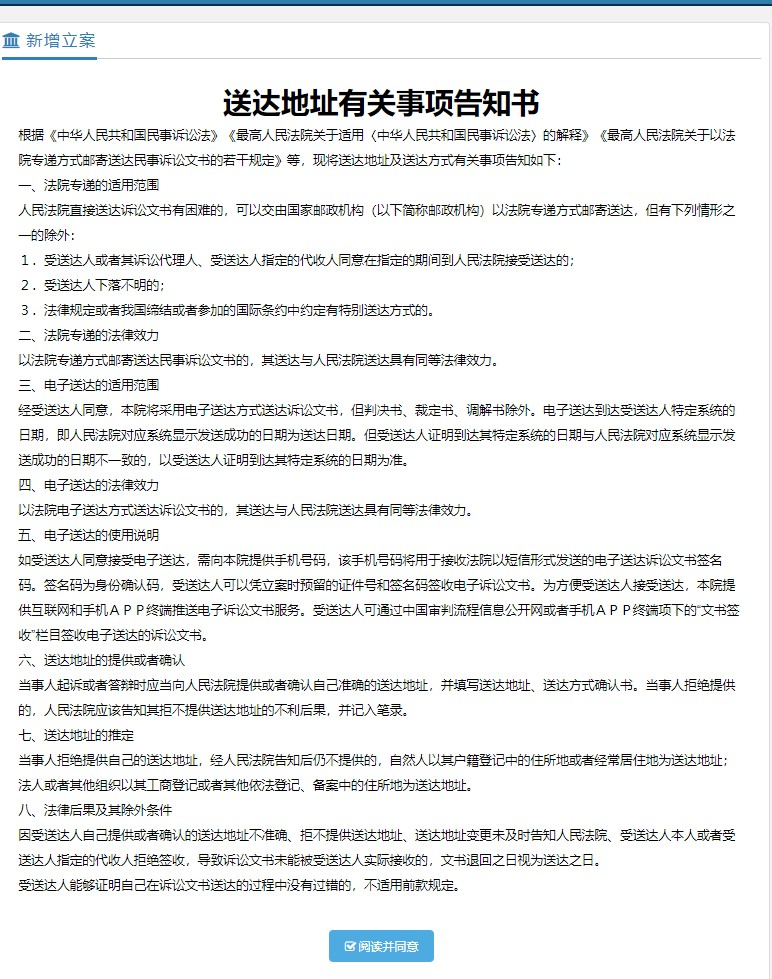 新增立案
送达地址有关事项告知书
根据《中华人民共和国民事诉讼法》《最高人民法院关于适用〈中华人民共和国民事诉讼法〉的解释》《最高人民法院关于以法
院专递方式邮寄送达民事诉讼文书的若干规定》等，现将送达地址及送达方式有关事项告知如下：
一、法院专递的适用范围
人民法院直接送达诉讼文书有困难的，可以交由国家邮政机构（以下简称邮政机构）以法院专递方式邮寄送达，但有下列情形之
一的除外：
１．受送达人或者其诉讼代理人、受送达人指定的代收人同意在指定的期间到人民法院接受送达的；
２．受送达人下落不明的；
３．法律规定或者我国缔结或者参加的国际条约中约定有特别送达方式的。
二、法院专递的法律效力
以法院专递方式邮寄送达民事诉讼文书的，其送达与人民法院送达具有同等法律效力。
三、电子送达的适用范围
经受送达人同意，本院将采用电子送达方式送达诉讼文书，但判决书、裁定书、调解书除外。电子送达到达受送达人特定系统的
日期，即人民法院对应系统显示发送成功的日期为送达日期。但受送达人证明到达其特定系统的日期与人民法院对应系统显示发
送成功的日期不一致的，以受送达人证明到达其特定系统的日期为准。
四、电子送达的法律效力
以法院电子送达方式送达诉讼文书的，其送达与人民法院送达具有同等法律效力。
五、电子送达的使用说明
如受送达人同意接受电子送达，需向本院提供手机号码，该手机号码将用于接收法院以短信形式发送的电子送达诉讼文书签名
码。签名码为身份确认码，受送达人可以凭立案时预留的证件号和签名码签收电子诉讼文书。为方便受送达人接受送达，本院提
供互联网和手机ＡＰＰ终端推送电子诉讼文书服务。受送达人可通过中国审判流程信息公开网或者手机ＡＰＰ终端项下的“文书签
收”栏目签收电子送达的诉讼文书。
六、送达地址的提供或者确认
当事人起诉或者答辩时应当向人民法院提供或者确认自己准确的送达地址，并填写送达地址、送达方式确认书。当事人拒绝提供
的，人民法院应该告知其拒不提供送达地址的不利后果，并记入笔录。
七、送达地址的推定
当事人拒绝提供自己的送达地址，经人民法院告知后仍不提供的，自然人以其户籍登记中的住所地或者经常居住地为送达地址；
法人或者其他组织以其工商登记或者其他依法登记、备案中的住所地为送达地址。
八、法律后果及其除外条件
因受送达人自己提供或者确认的送达地址不准确、拒不提供送达地址、送达地址变更未及时告知人民法院、受送达人本人或者受
送达人指定的代收人拒绝签收，导致诉讼文书未能被受送达人实际接收的，文书退回之日视为送达之日。
受送达人能够证明自己在诉讼文书送达的过程中没有过错的，不适用前款规定。
阅读并同意